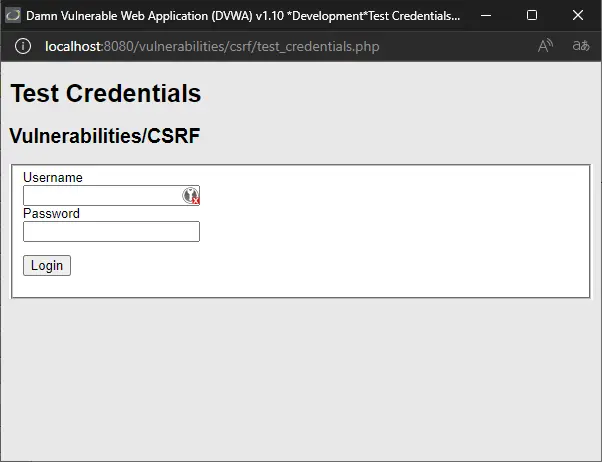 Damn Vulnerable Web Application (DVWA) v1.10 *Development*Test Credentials...
localhost:8080/vulnerabilities/csrf/test_credentials.php
Test Credentials
Vulnerabilities/CSRF
Username
Password
Login